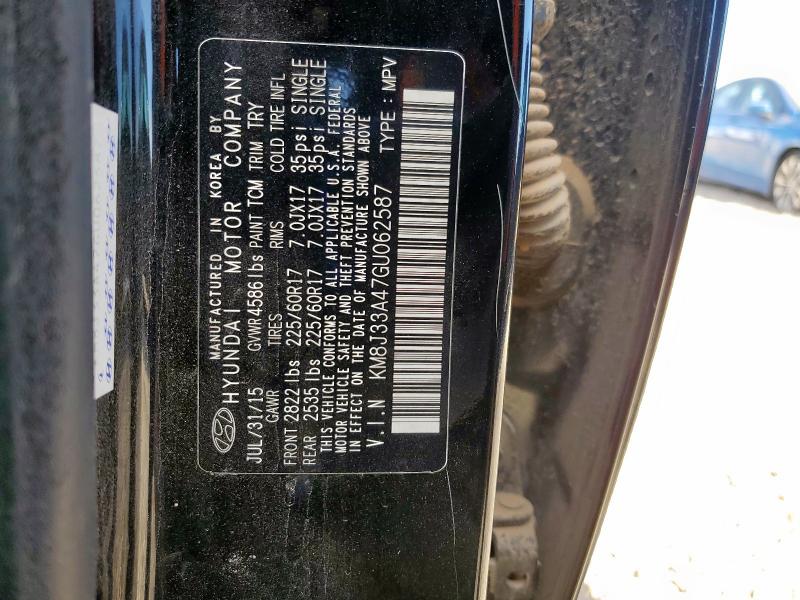 MANUFACTURED IN KOREA BY
HYUNDAI MOTOR COMPANY
JUL/31/15 GVWR 4586 lbs PAINT TCM TRIM TRY
GAWR TIRES RIMS COLD TIRE INFL
FRONT 2822 lbs 225/60R17 7.0JX17 35psi SINGLE
REAR 2535 lbs 225/60R17 7.0JX17 35psi SINGLE
THIS VEHICLE CONFORMS TO ALL APPLICABLE U.S.A. FEDERAL
MOTOR VEHICLE SAFETY AND THEFT PREVENTION STANDARDS
IN EFFECT ON THE DATE OF MANUFACTURE SHOWN ABOVE
V.I.N KM8J33A47GU062587 TYPE : MPV